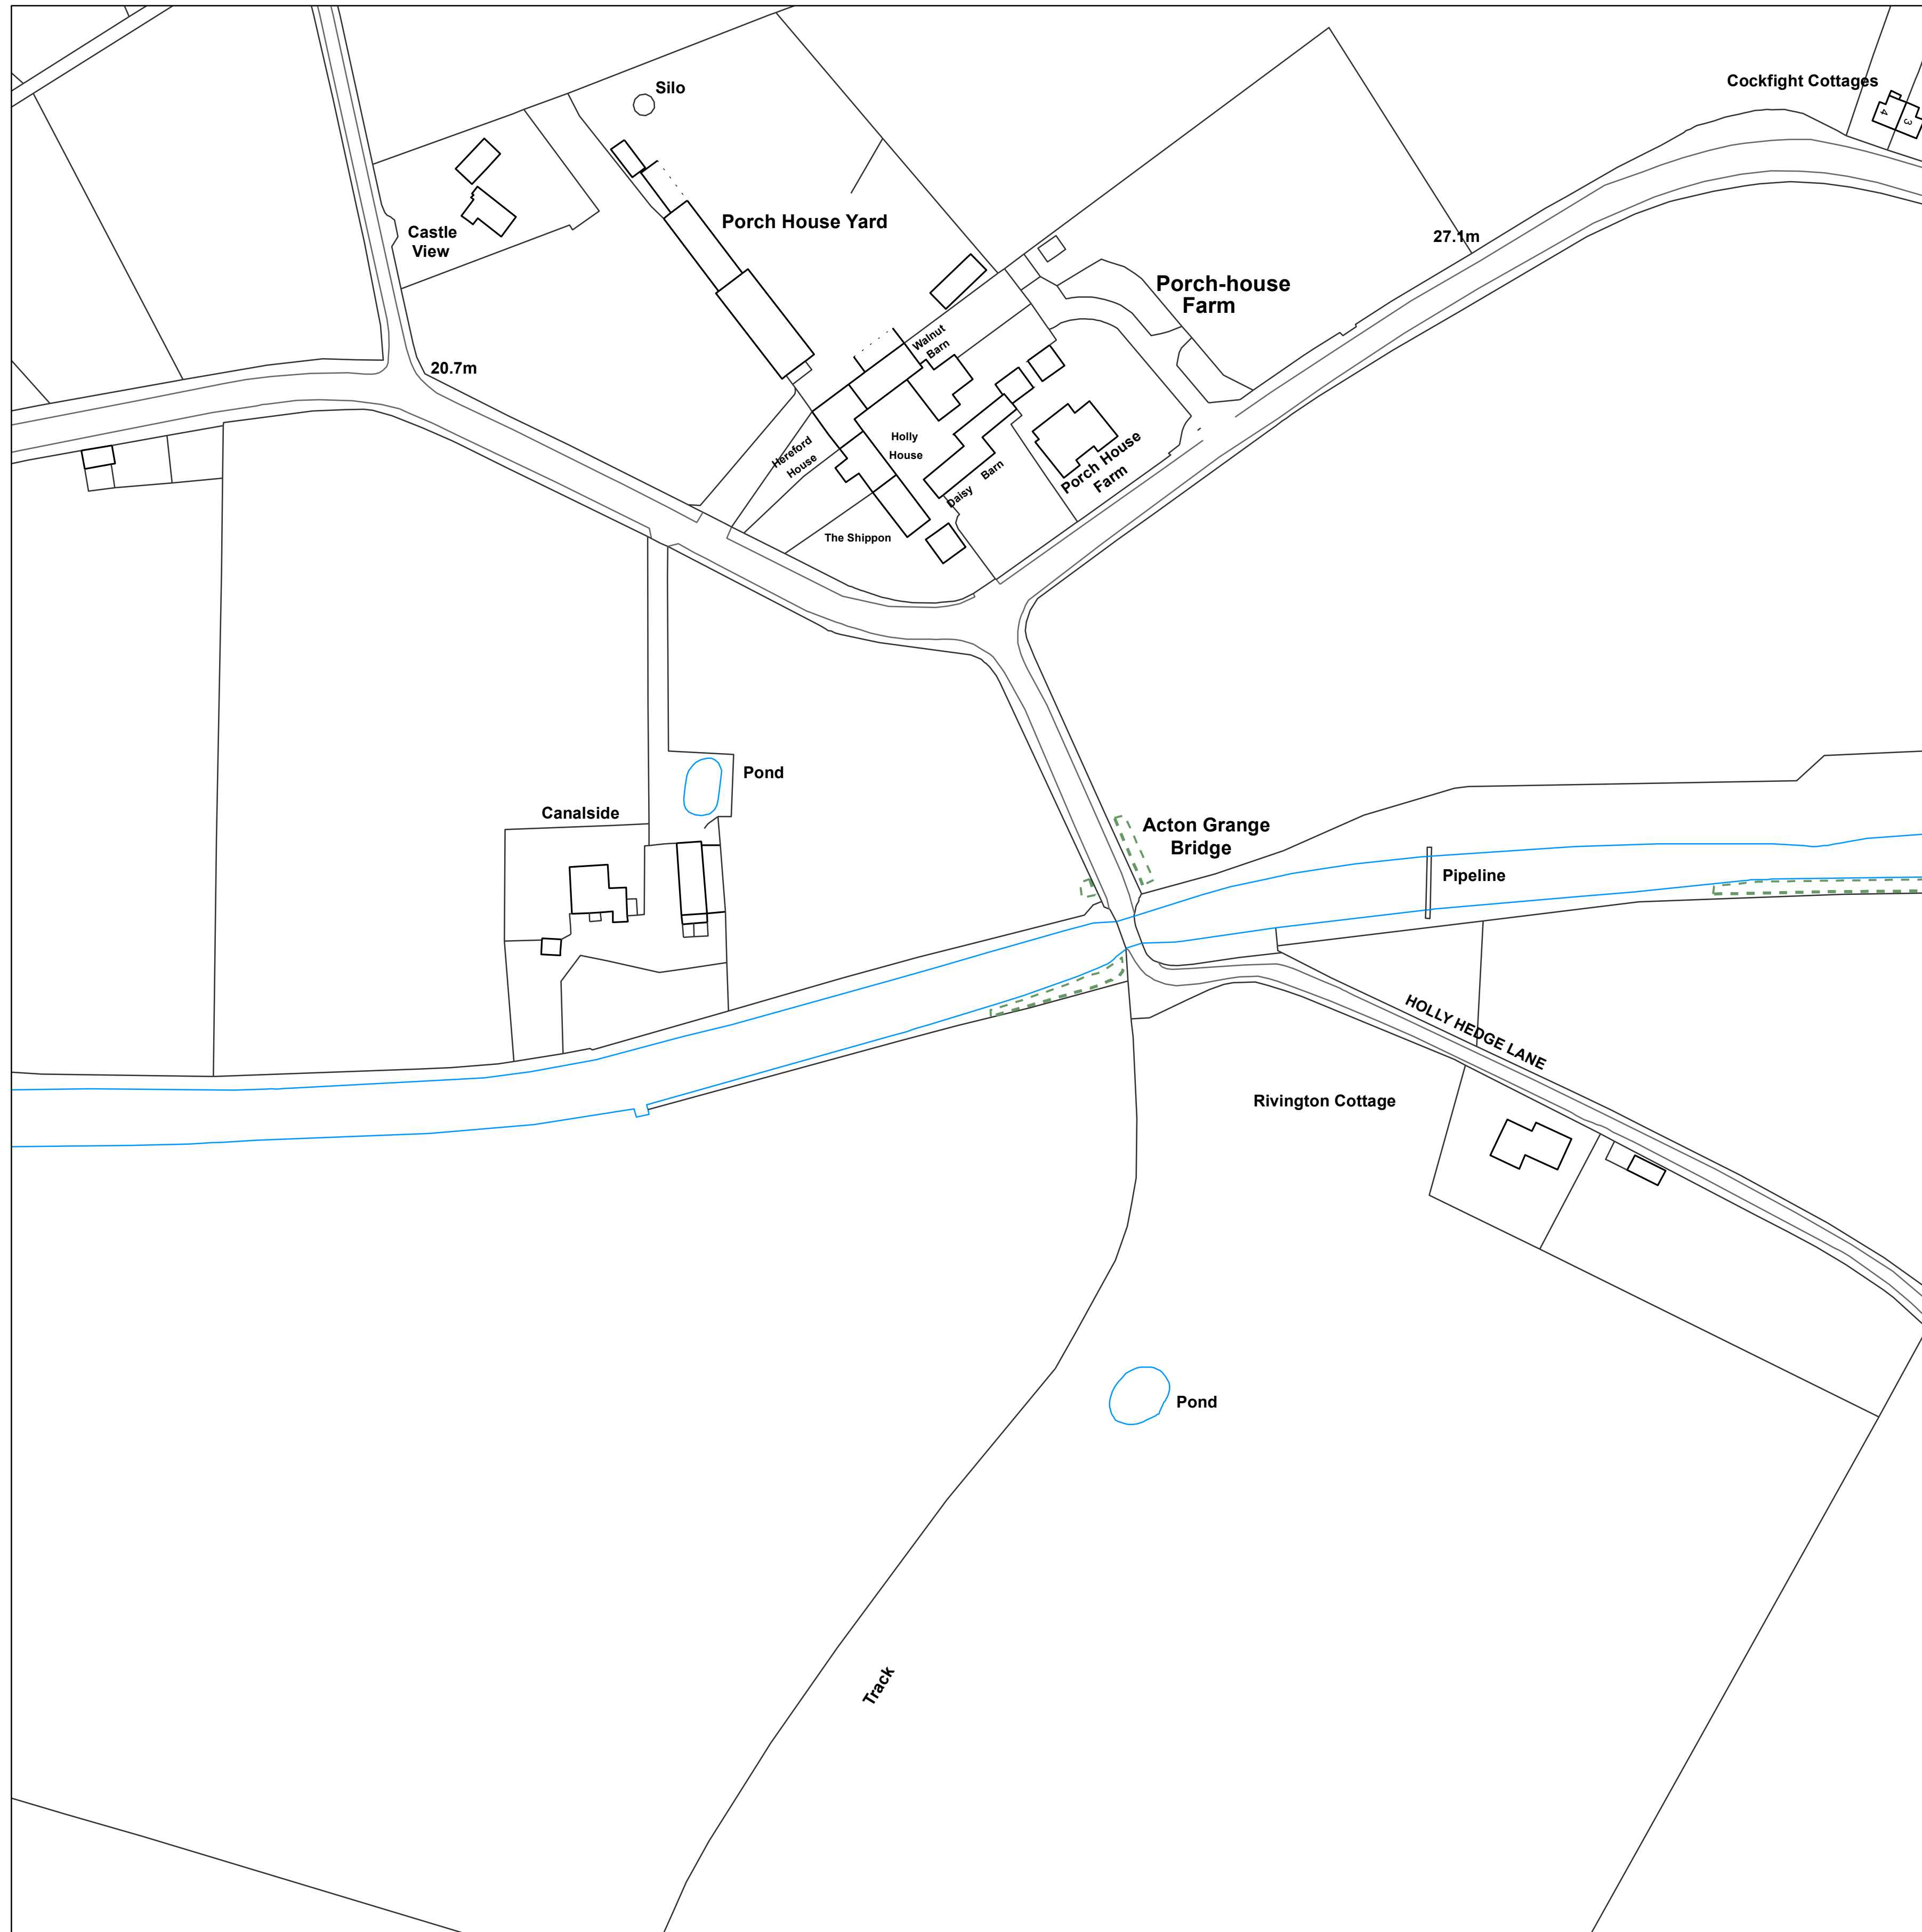 Silo
Cockfight Cottages
4
3
Porch House Yard
Castle
View
27.1m
Porch-house
Farm
Walnut
Barn
20.7m
Holly
House
Hereford
House
Porch House
Farm
Daisy Barn
The Shippon
Pond
Canalside
Acton Grange
Bridge
Pipeline
HOLLY HEDGE LANE
Rivington Cottage
Pond
Track